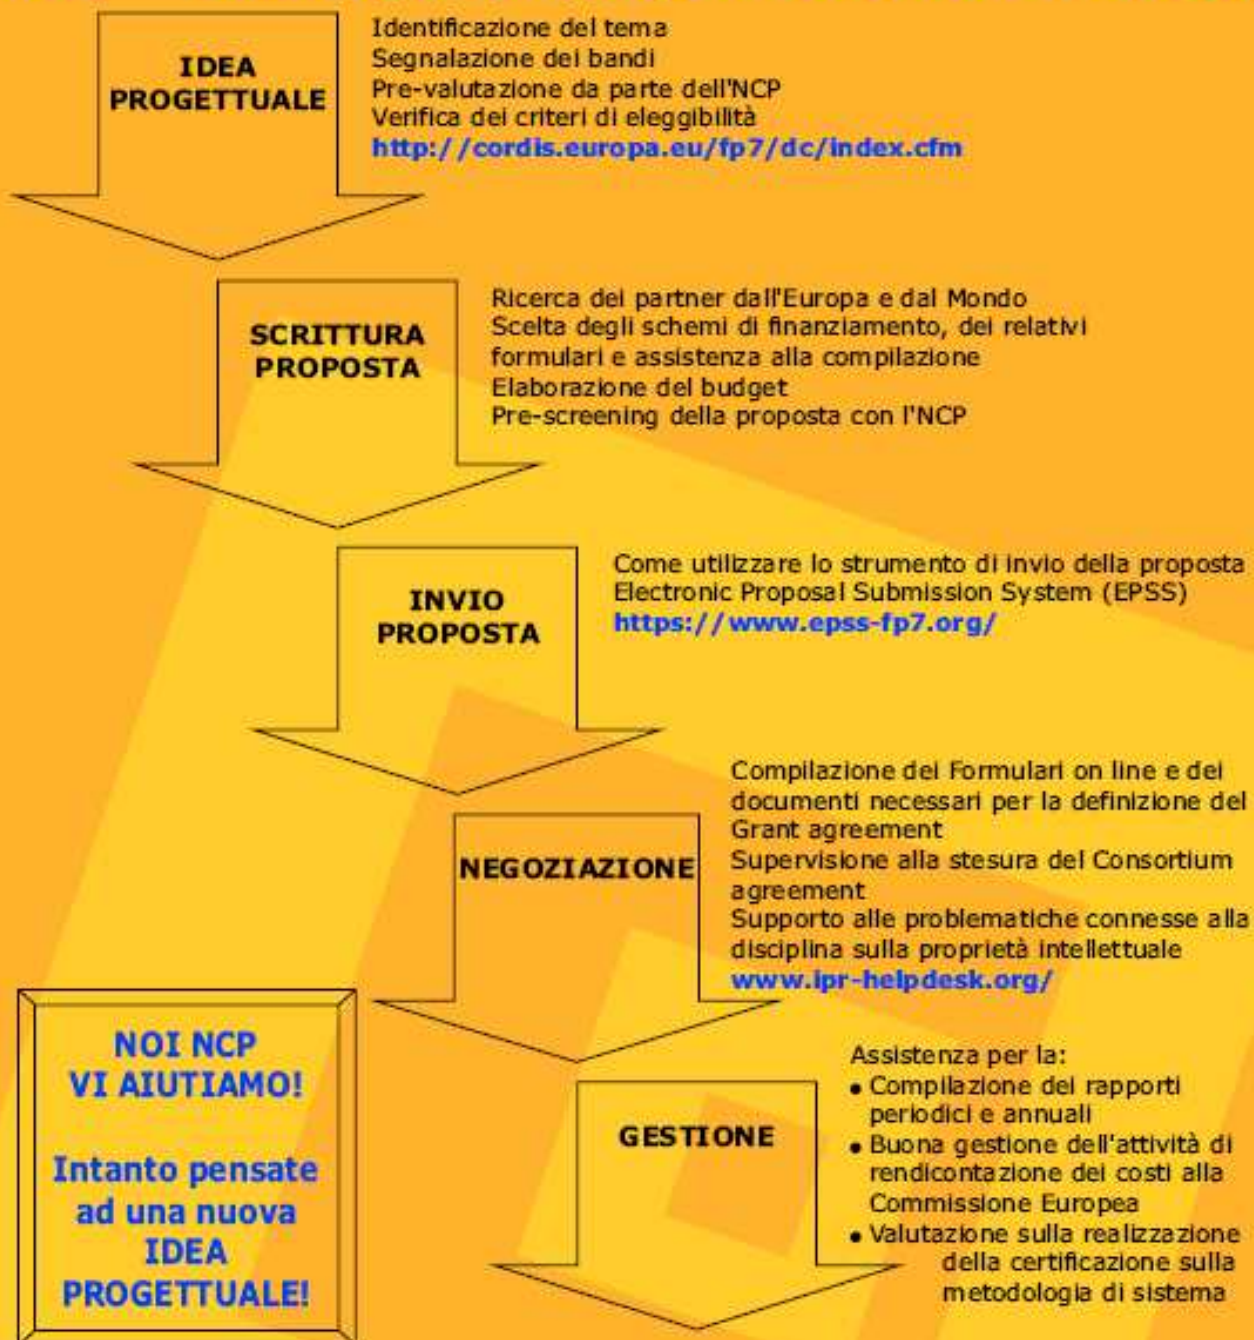 IDEA
PROGETTUALE
Identificazione del tema
Segnalazione dei bandi
Pre-valutazione da parte dell'NCP
Verifica dei criteri di eleggibilità
http://cordis.europa.eu/fp7/dc/index.cfm
SCRITTURA
PROPOSTA
Ricerca dei partner dall'Europa e dal Mondo
Scelta degli schemi di finanziamento, dei relativi
formulari e assistenza alla compilazione
Elaborazione del budget
Pre-screening della proposta con l'NCP
INVIO
PROPOSTA
Come utilizzare lo strumento di invio della proposta
Electronic Proposal Submission System (EPSS)
https://www.epss-fp7.org/
NEGOZIAZIONE
Compilazione dei Formulari on line e dei
documenti necessari per la definizione del
Grant agreement
Supervisione alla stesura del Consortium
agreement
Supporto alle problematiche connesse alla
disciplina sulla proprietà intellettuale
www.ipr-helpdesk.org/
GESTIONE
Assistenza per la:
• Compilazione dei rapporti
periodici e annuali
• Buona gestione dell'attività di
rendicontazione dei costi alla
Commissione Europea
• Valutazione sulla realizzazione
della certificazione sulla
metodologia di sistema
NOI NCP
VI AIUTIAMO!
Intanto pensate
ad una nuova
IDEA
PROGETTUALE!